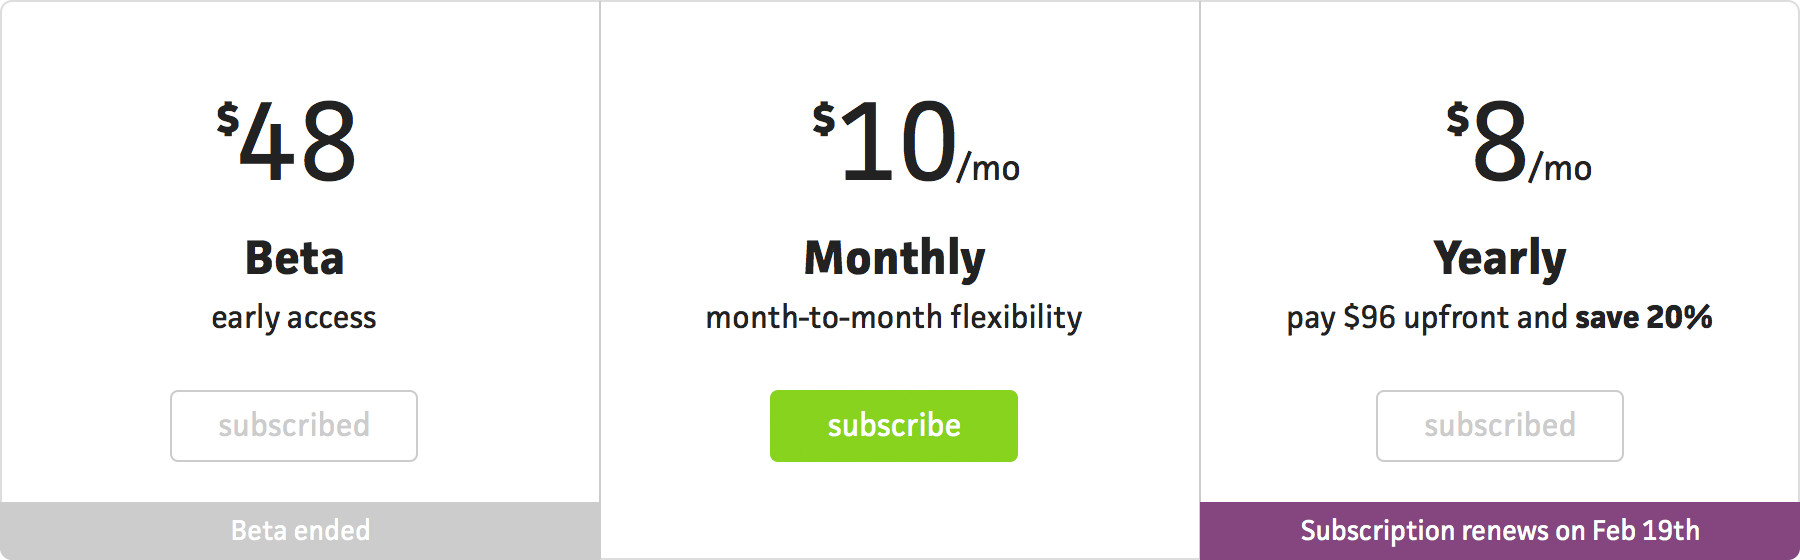 $48
Beta
early access
subscribed
Beta ended
$10/mo
Monthly
month-to-month flexibility
subscribe
$8/mo
Yearly
pay $96 upfront and save 20%
subscribed
Subscription renews on Feb 19th